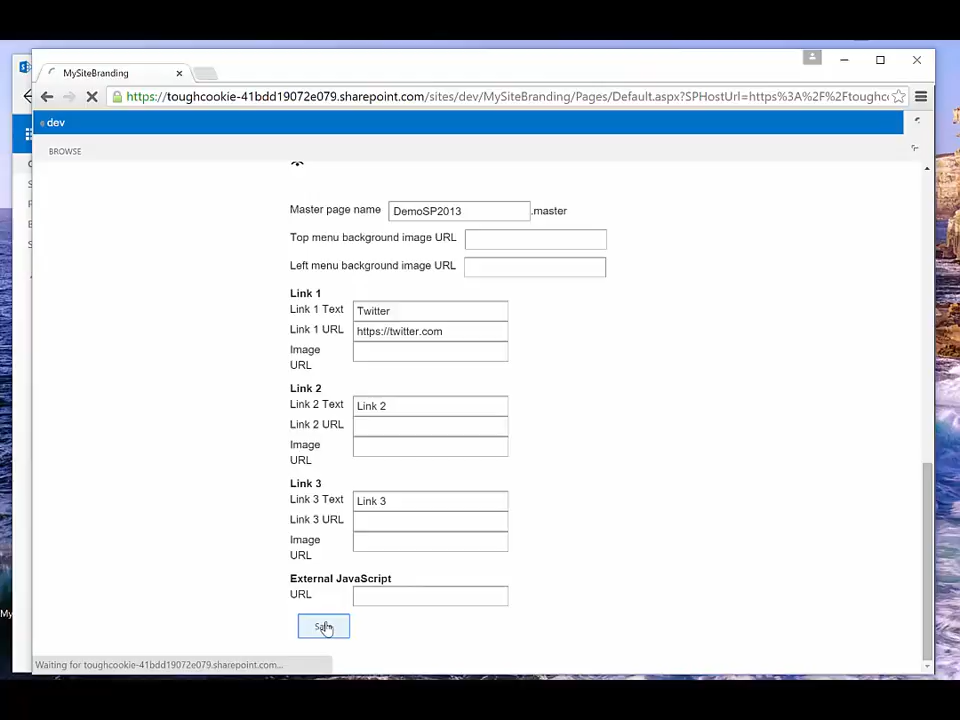 MySiteBranding
https://toughcookie-41bdd19072e079.sharepoint.com/sites/dev/MySiteBranding/Pages/Default.aspx?SPHostUrl=https%3A%2F%2Ftoughc
dev
BROWSE
Master page name DemoSP2013 .master
Top menu background image URL
Left menu background image URL
Link 1
Link 1 Text Twitter
Link 1 URL https://twitter.com
Image
URL
Link 2
Link 2 Text Link 2
Link 2 URL
Image
URL
Link 3
Link 3 Text Link 3
Link 3 URL
Image
URL
External JavaScript
URL
Save
Waiting for toughcookie-41bdd19072e079.sharepoint.com...
My